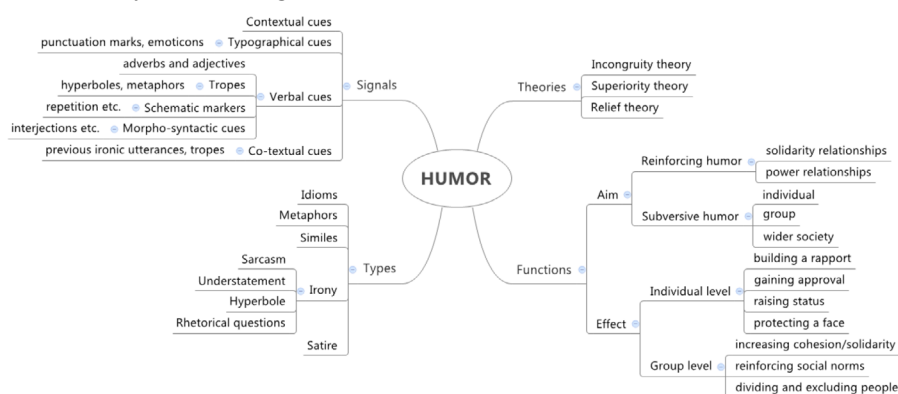 Contextual cues
punctuation marks, emoticons Typographical cues
adverbs and adjectives
hyperboles, metaphors Tropes
Verbal cues
Signals
repetition etc. Schematic markers
interjections etc. Morpho-syntactic cues
previous ironic utterances, tropes Co-textual cues
Theories
Incongruity theory
Superiority theory
Relief theory
HUMOR
Idioms
Metaphors
Similes
Types
Sarcasm
Understatement
Irony
Hyperbole
Rhetorical questions
Satire
Functions
Aim
Reinforcing humor
solidarity relationships
power relationships
Subversive humor
individual
group
wider society
Effect
Individual level
building a rapport
gaining approval
raising status
protecting a face
Group level
increasing cohesion/solidarity
reinforcing social norms
dividing and excluding people